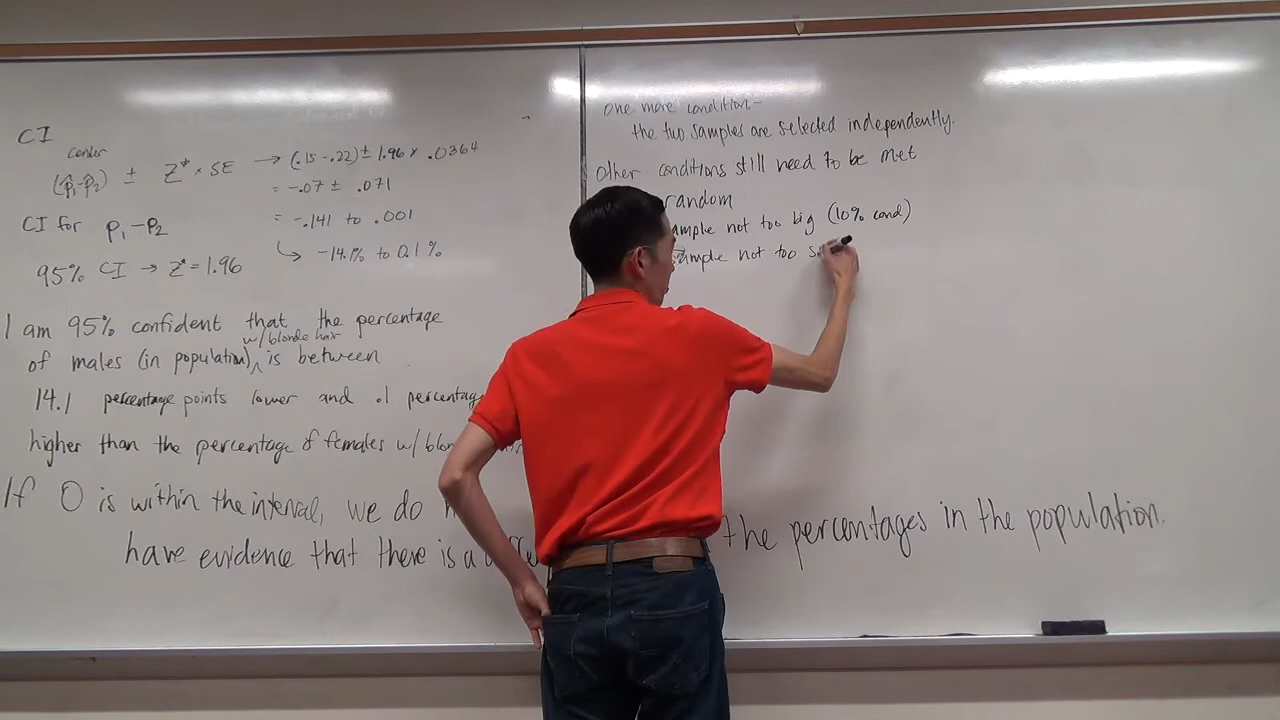 CI
center
(p̂₁-p̂₂) ± Z* × SE → (.15 - .22) ± 1.96 × .0364
= -.07 ± .071
CI for p₁-p₂
= -.141 to .001
↳ -14.1% to 0.1%
95% CI → Z* = 1.96
I am 95% confident that the percentage
w/blonde hair
of males (in population)^ is between
14.1 percentage points lower and .1 percentage
higher than the percentage of females w/
If 0 is within the interval, we do
have evidence that there is a the percentages in the population.
One more condition-
the two samples are selected independently.
Other conditions still need to be met
random
ample not too big (10% cond)
sample not too s